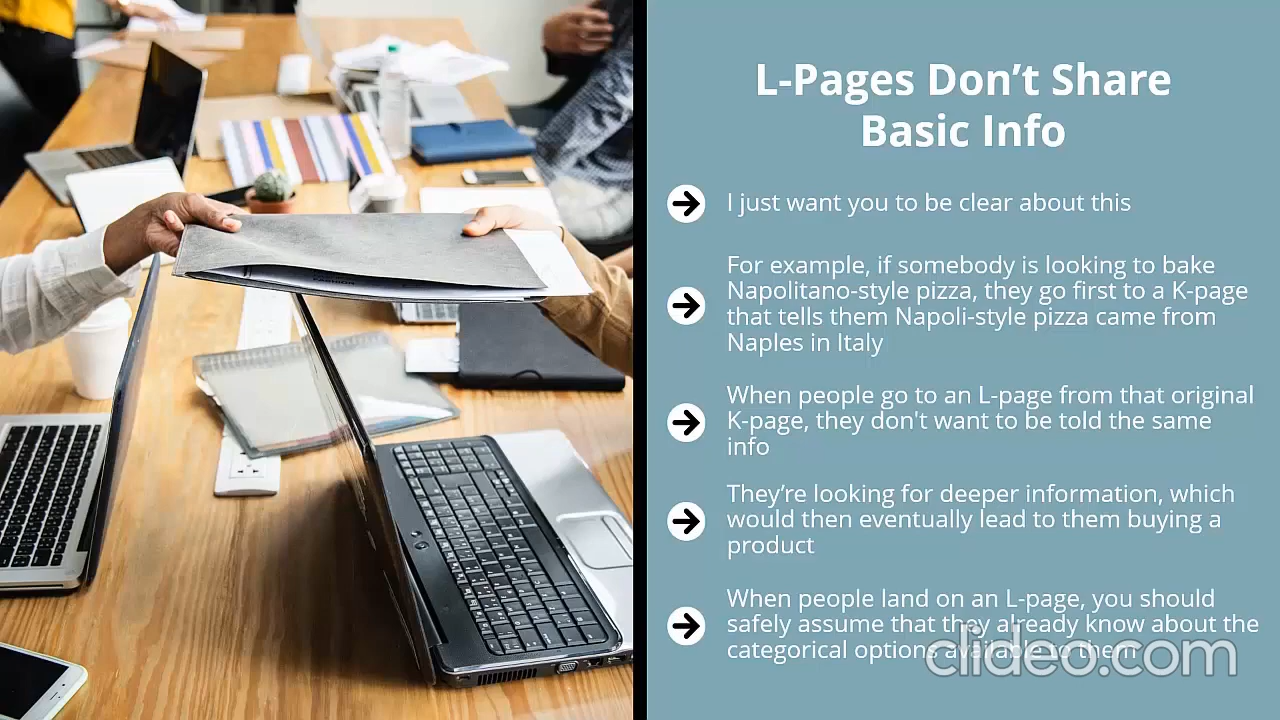 L-Pages Don’t Share
Basic Info
I just want you to be clear about this
For example, if somebody is looking to bake
Napolitano-style pizza, they go first to a K-page
that tells them Napoli-style pizza came from
Naples in Italy
When people go to an L-page from that original
K-page, they don't want to be told the same
info
They’re looking for deeper information, which
would then eventually lead to them buying a
product
When people land on an L-page, you should
safely assume that they already know about the
categorical options available to them
clideo.com